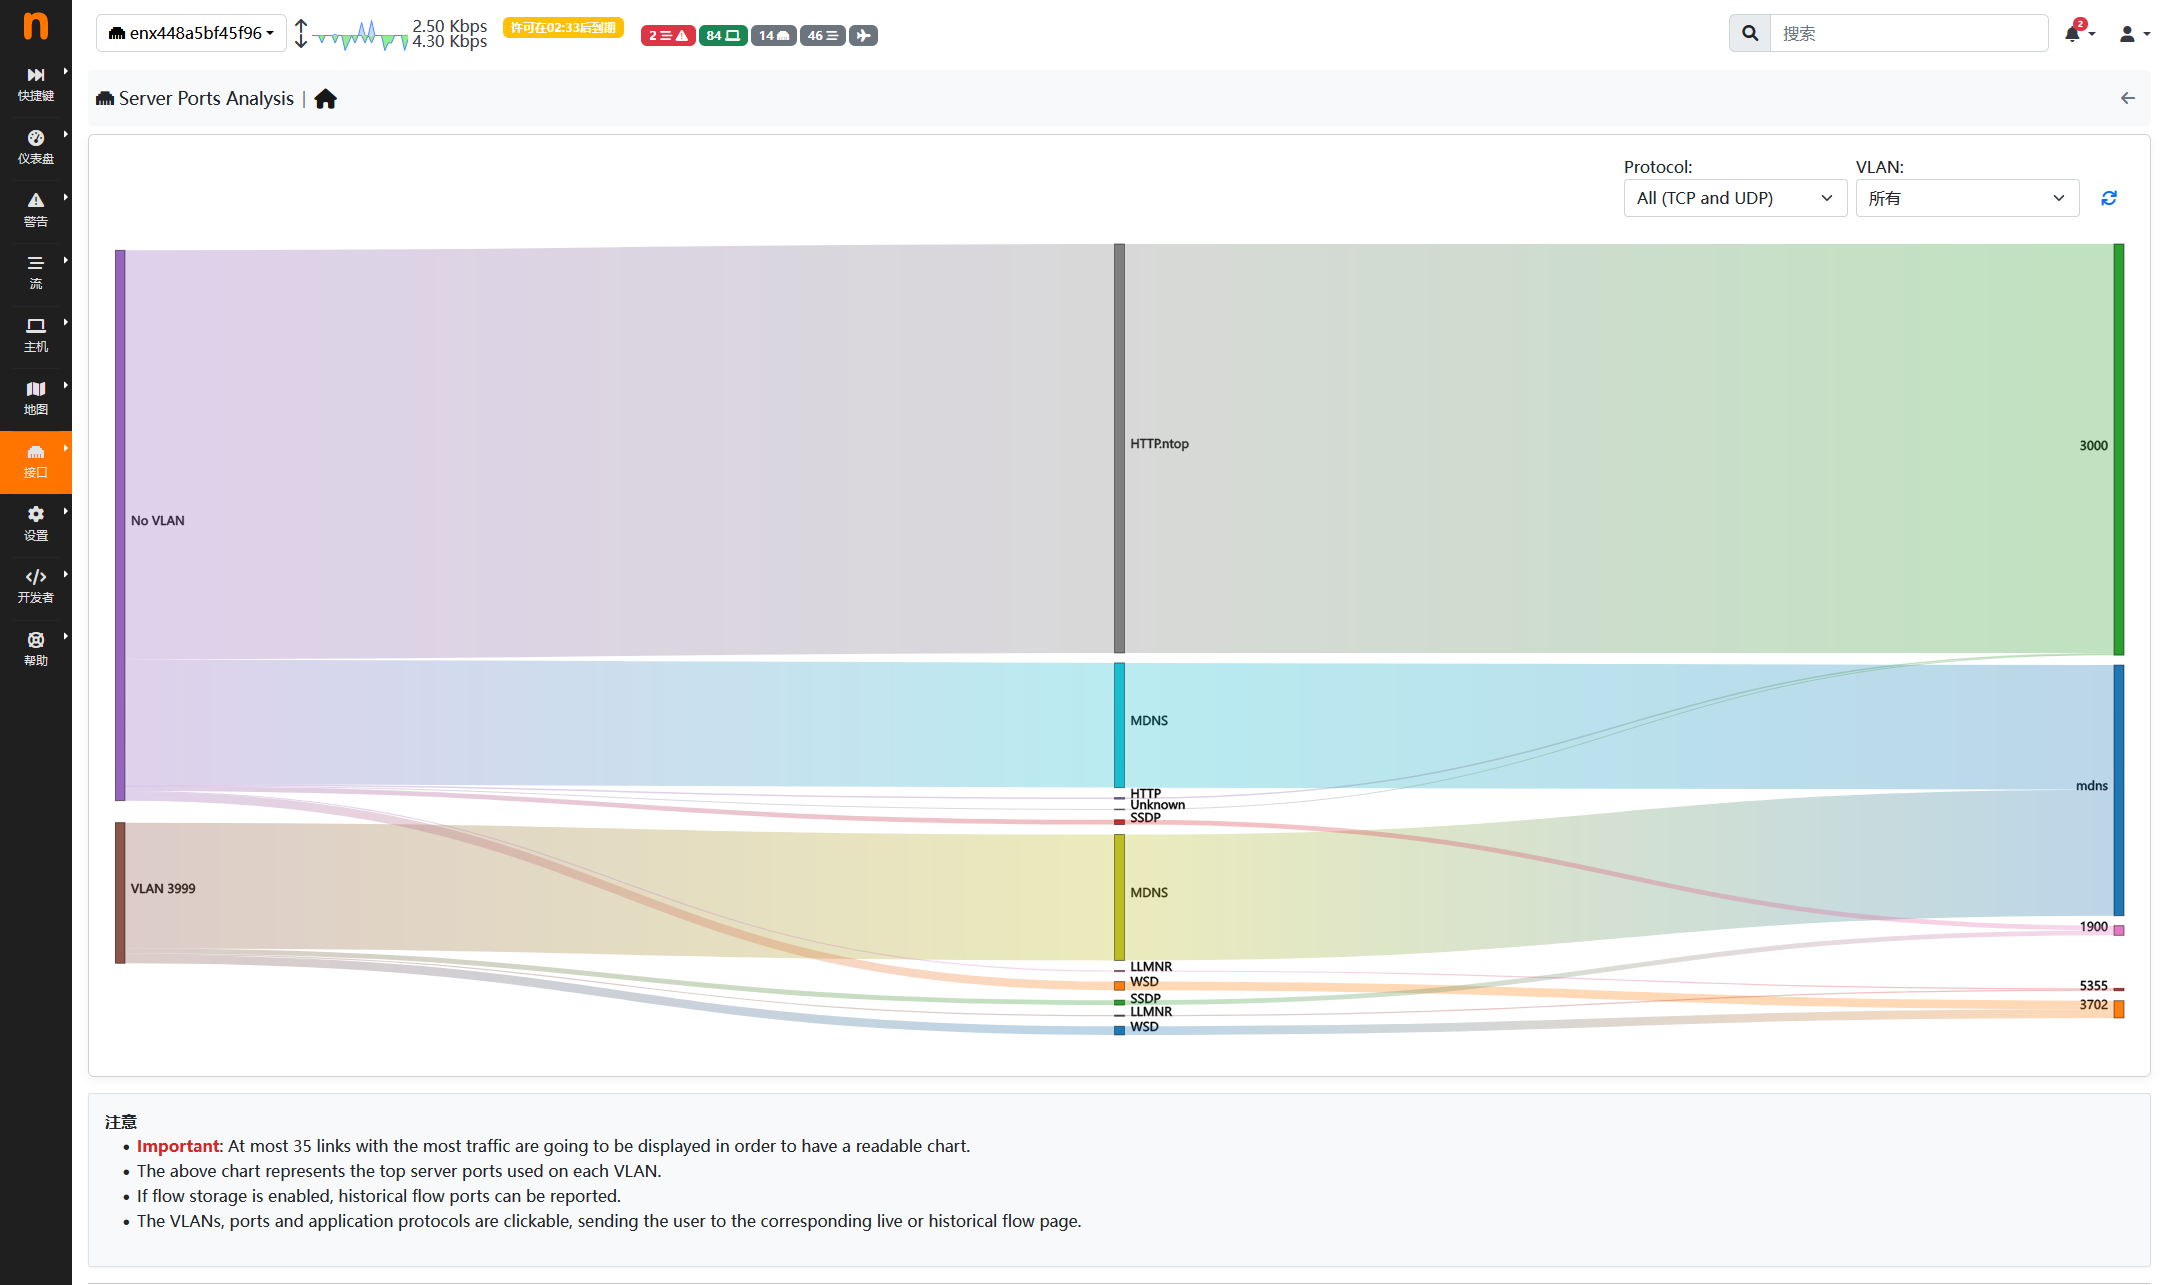 n
enx448a5bf45f96
2.50 Kbps
4.30 Kbps
许可在02:33后到期
2
84
14
46
搜索
2
快捷键
仪表盘
警告
流
主机
地图
接口
设置
开发者
帮助
Server Ports Analysis |
Protocol:
All (TCP and UDP)
VLAN:
所有
No VLAN
VLAN 3999
HTTP.ntop
MDNS
HTTP
Unknown
SSDP
MDNS
LLMNR
WSD
SSDP
LLMNR
WSD
3000
mdns
1900
5355
3702
注意
Important: At most 35 links with the most traffic are going to be displayed in order to have a readable chart.
The above chart represents the top server ports used on each VLAN.
If flow storage is enabled, historical flow ports can be reported.
The VLANs, ports and application protocols are clickable, sending the user to the corresponding live or historical flow page.